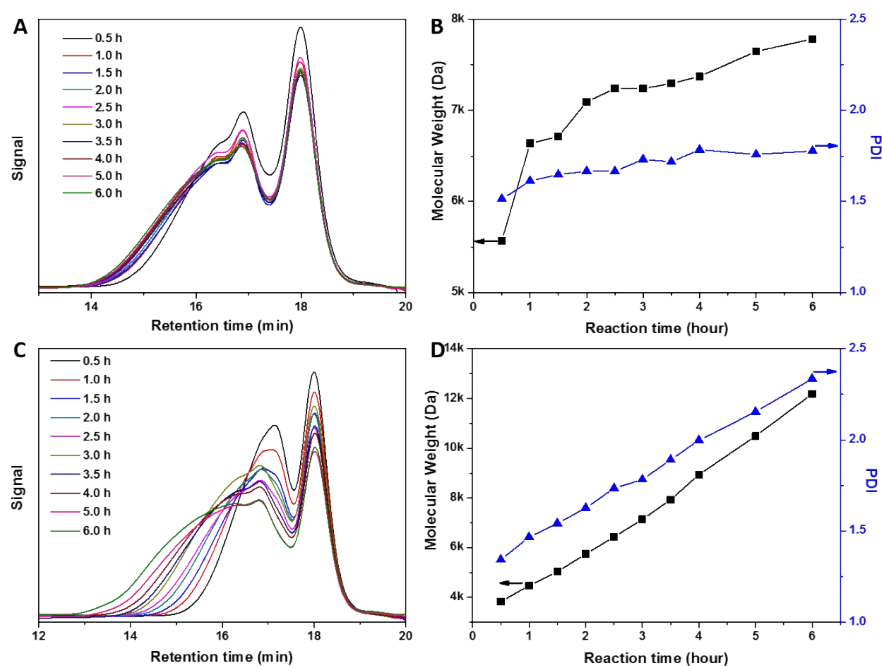 A
0.5 h
1.0 h
1.5 h
2.0 h
2.5 h
3.0 h
3.5 h
4.0 h
5.0 h
6.0 h
Signal
14 16 18 20
Retention time (min)
B
8k
7k
6k
5k
Molecular Weight (Da)
2.5
2.0
1.5
1.0
PDI
0 1 2 3 4 5 6
Reaction time (hour)
C
0.5 h
1.0 h
1.5 h
2.0 h
2.5 h
3.0 h
3.5 h
4.0 h
5.0 h
6.0 h
Signal
12 14 16 18 20
Retention time (min)
D
14k
12k
10k
8k
6k
4k
Molecular Weight (Da)
2.5
2.0
1.5
1.0
PDI
0 1 2 3 4 5 6
Reaction time (hour)